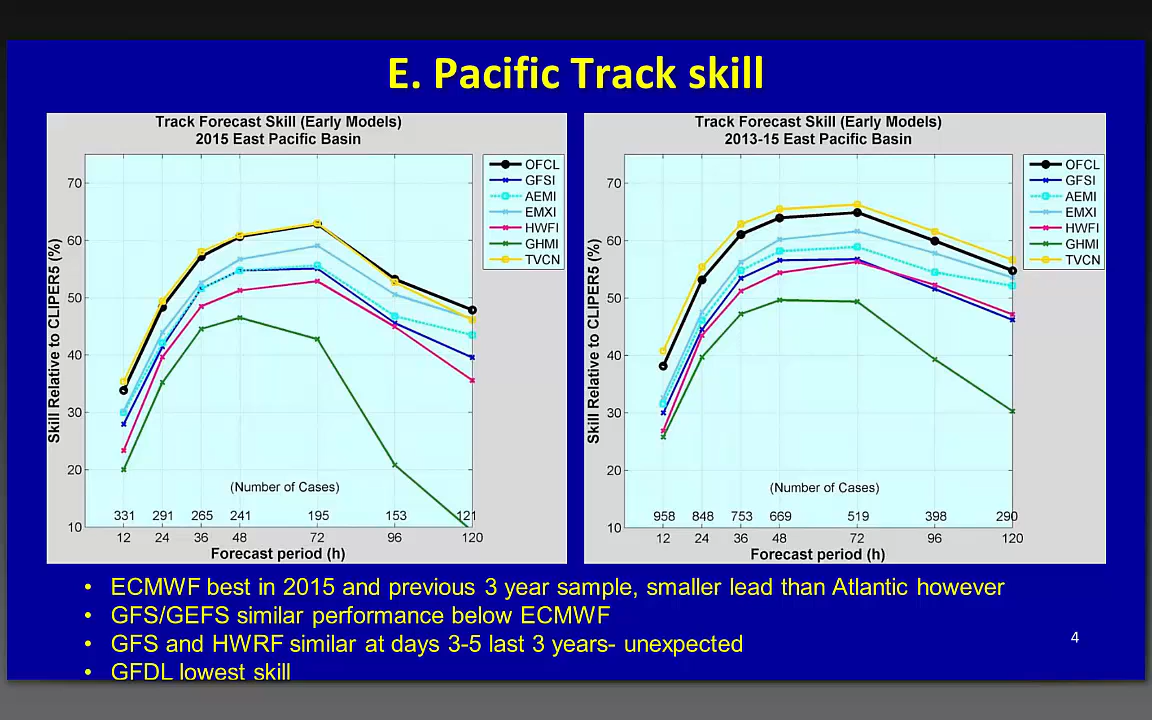 E. Pacific Track skill
Track Forecast Skill (Early Models)
2015 East Pacific Basin
Skill Relative to CLIPER5 (%)
70
60
50
40
30
20
10
OFCL
GFSI
AEMI
EMXI
HWFI
GHMI
TVCN
(Number of Cases)
331 291 265 241 195 153 121
12 24 36 48 72 96 120
Forecast period (h)
Track Forecast Skill (Early Models)
2013-15 East Pacific Basin
Skill Relative to CLIPER5 (%)
70
60
50
40
30
20
10
OFCL
GFSI
AEMI
EMXI
HWFI
GHMI
TVCN
(Number of Cases)
958 848 753 669 519 398 290
12 24 36 48 72 96 120
Forecast period (h)
• ECMWF best in 2015 and previous 3 year sample, smaller lead than Atlantic however
• GFS/GEFS similar performance below ECMWF
• GFS and HWRF similar at days 3-5 last 3 years- unexpected
• GFDL lowest skill
4